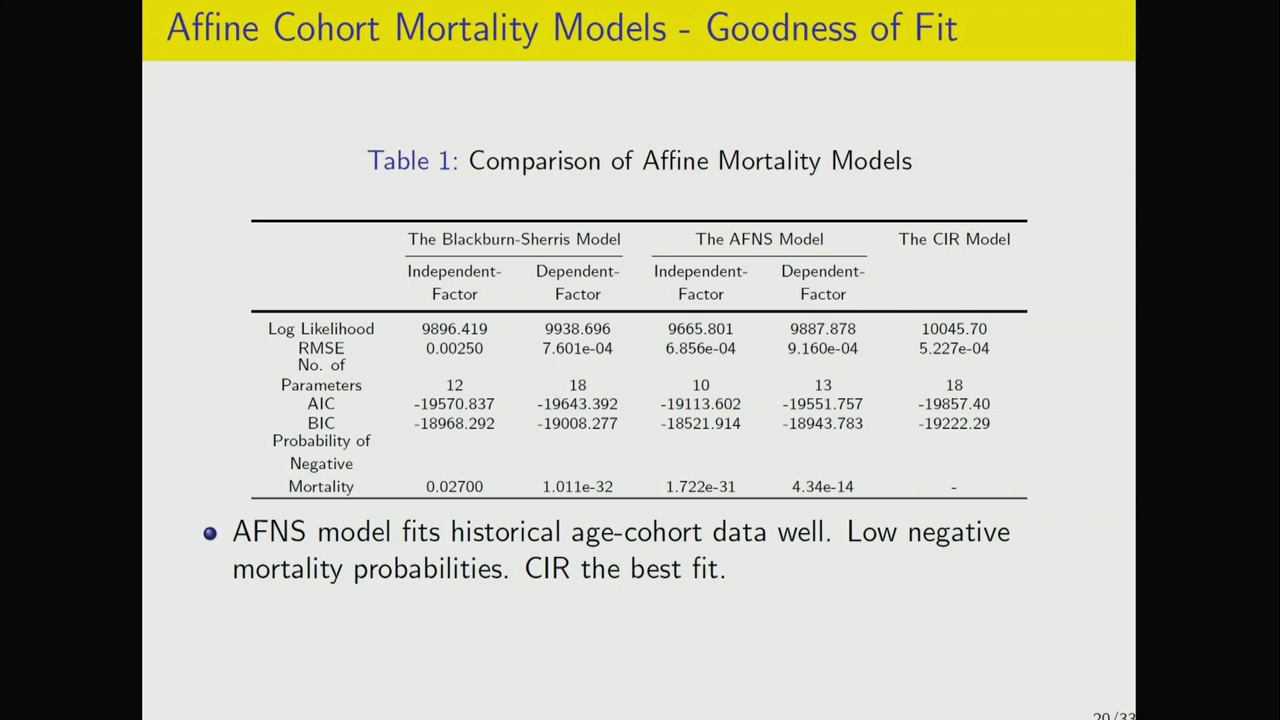 Affine Cohort Mortality Models - Goodness of Fit
Table 1: Comparison of Affine Mortality Models
The Blackburn-Sherris Model The AFNS Model The CIR Model
Independent- Dependent- Independent- Dependent-
Factor Factor Factor Factor
Log Likelihood 9896.419 9938.696 9665.801 9887.878 10045.70
RMSE 0.00250 7.601e-04 6.856e-04 9.160e-04 5.227e-04
No. of
Parameters 12 18 10 13 18
AIC -19570.837 -19643.392 -19113.602 -19551.757 -19857.40
BIC -18968.292 -19008.277 -18521.914 -18943.783 -19222.29
Probability of
Negative
Mortality 0.02700 1.011e-32 1.722e-31 4.34e-14 -
AFNS model fits historical age-cohort data well. Low negative
mortality probabilities. CIR the best fit.
20/33